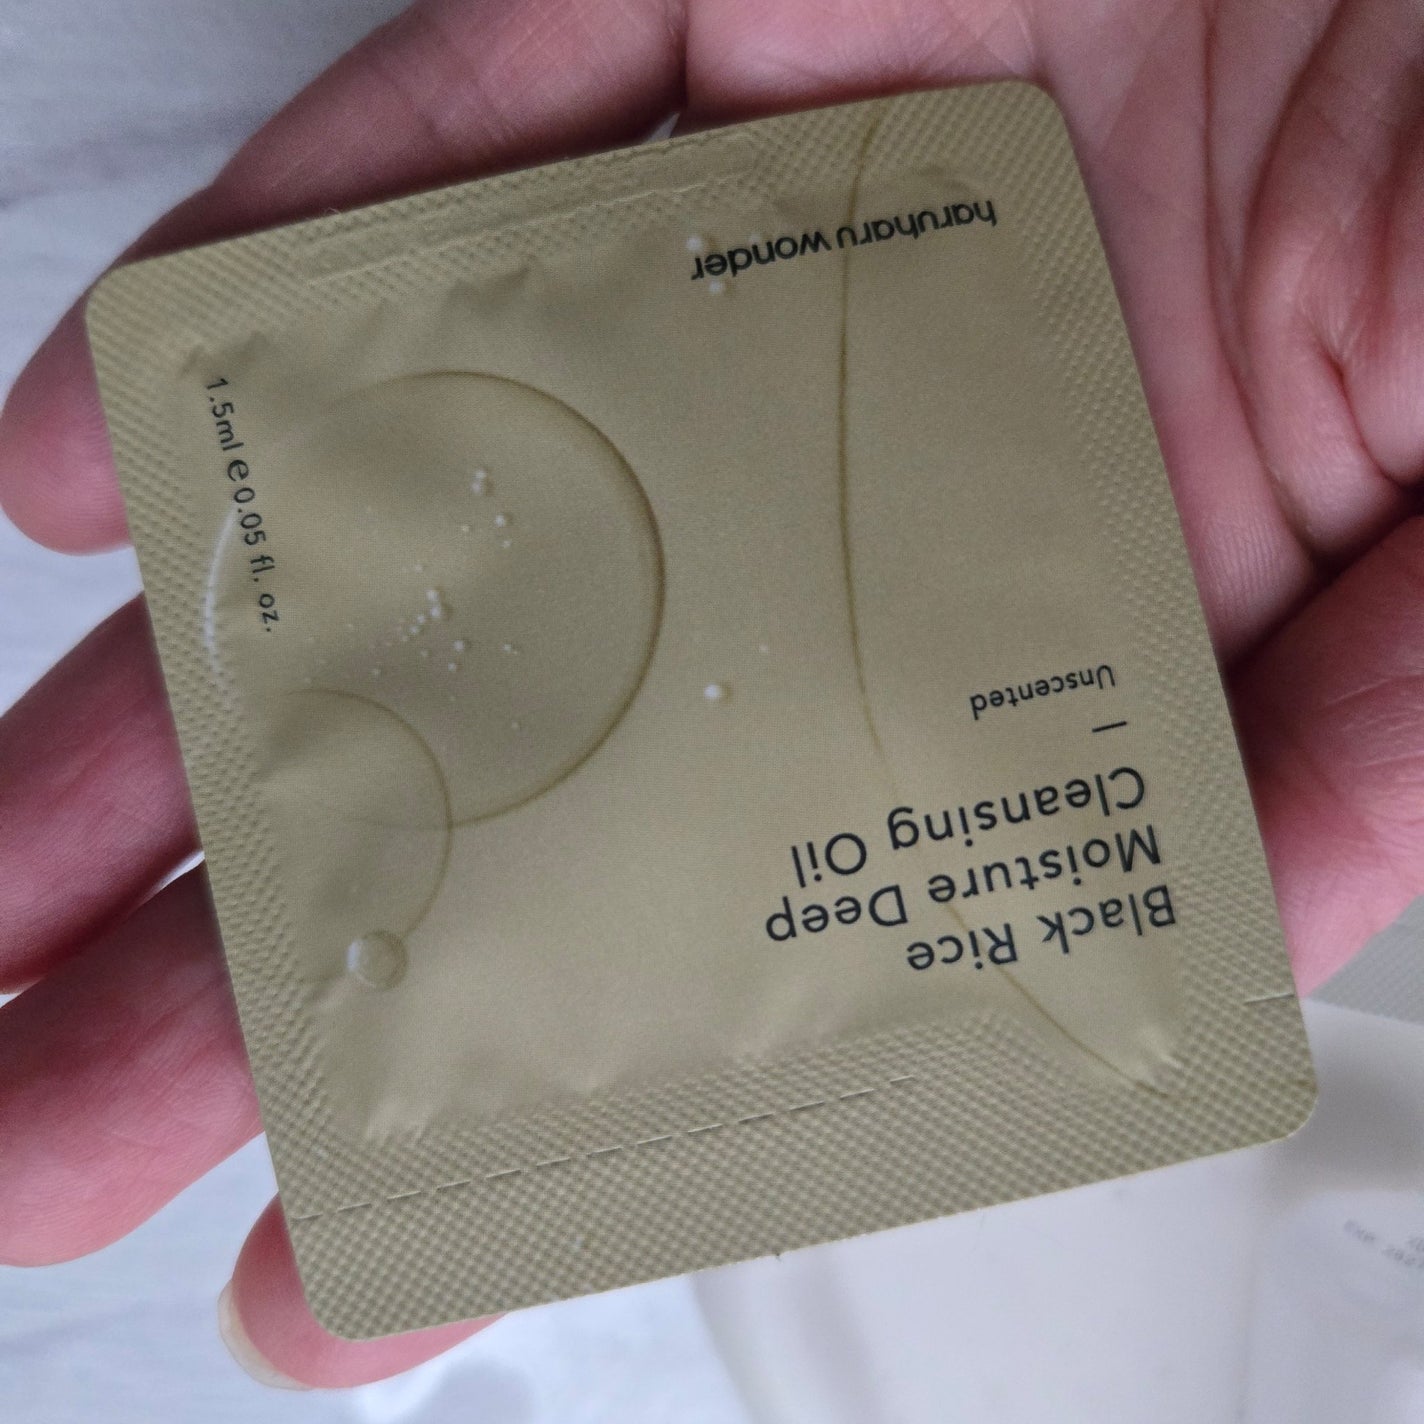 Black Rice
Moisture Deep
Cleansing Oil
Unscented
haruharu wonder
1.5ml ℮ 0.05 fl. oz.